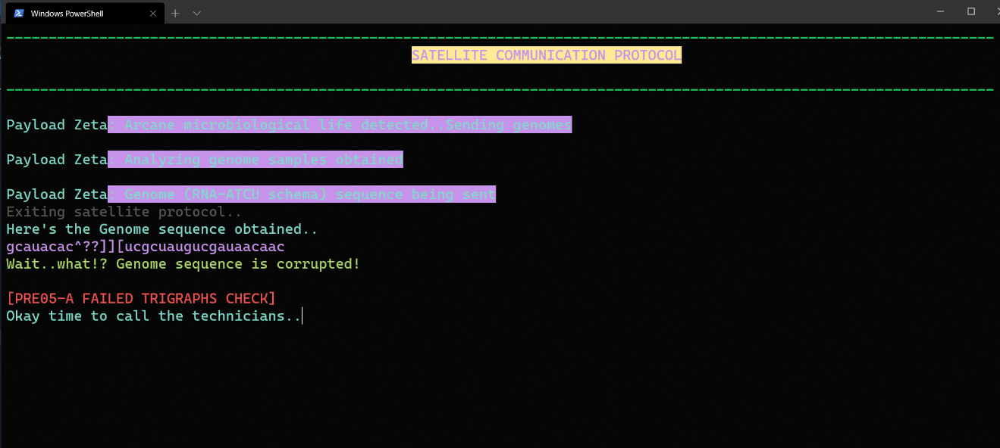 Windows PowerShell
SATELLITE COMMUNICATION PROTOCOL
Payload Zeta: Arcane microbiological life detected..Sending genomes
Payload Zeta: Analyzing genome samples obtained
Payload Zeta: Genome (RNA-ATCU schema) sequence being sent
Exiting satellite protocol..
Here's the Genome sequence obtained..
gcauacac^??]][ucgcuaugucgauaacaac
Wait..what!? Genome sequence is corrupted!
[PRE05-A FAILED TRIGRAPHS CHECK]
Okay time to call the technicians..